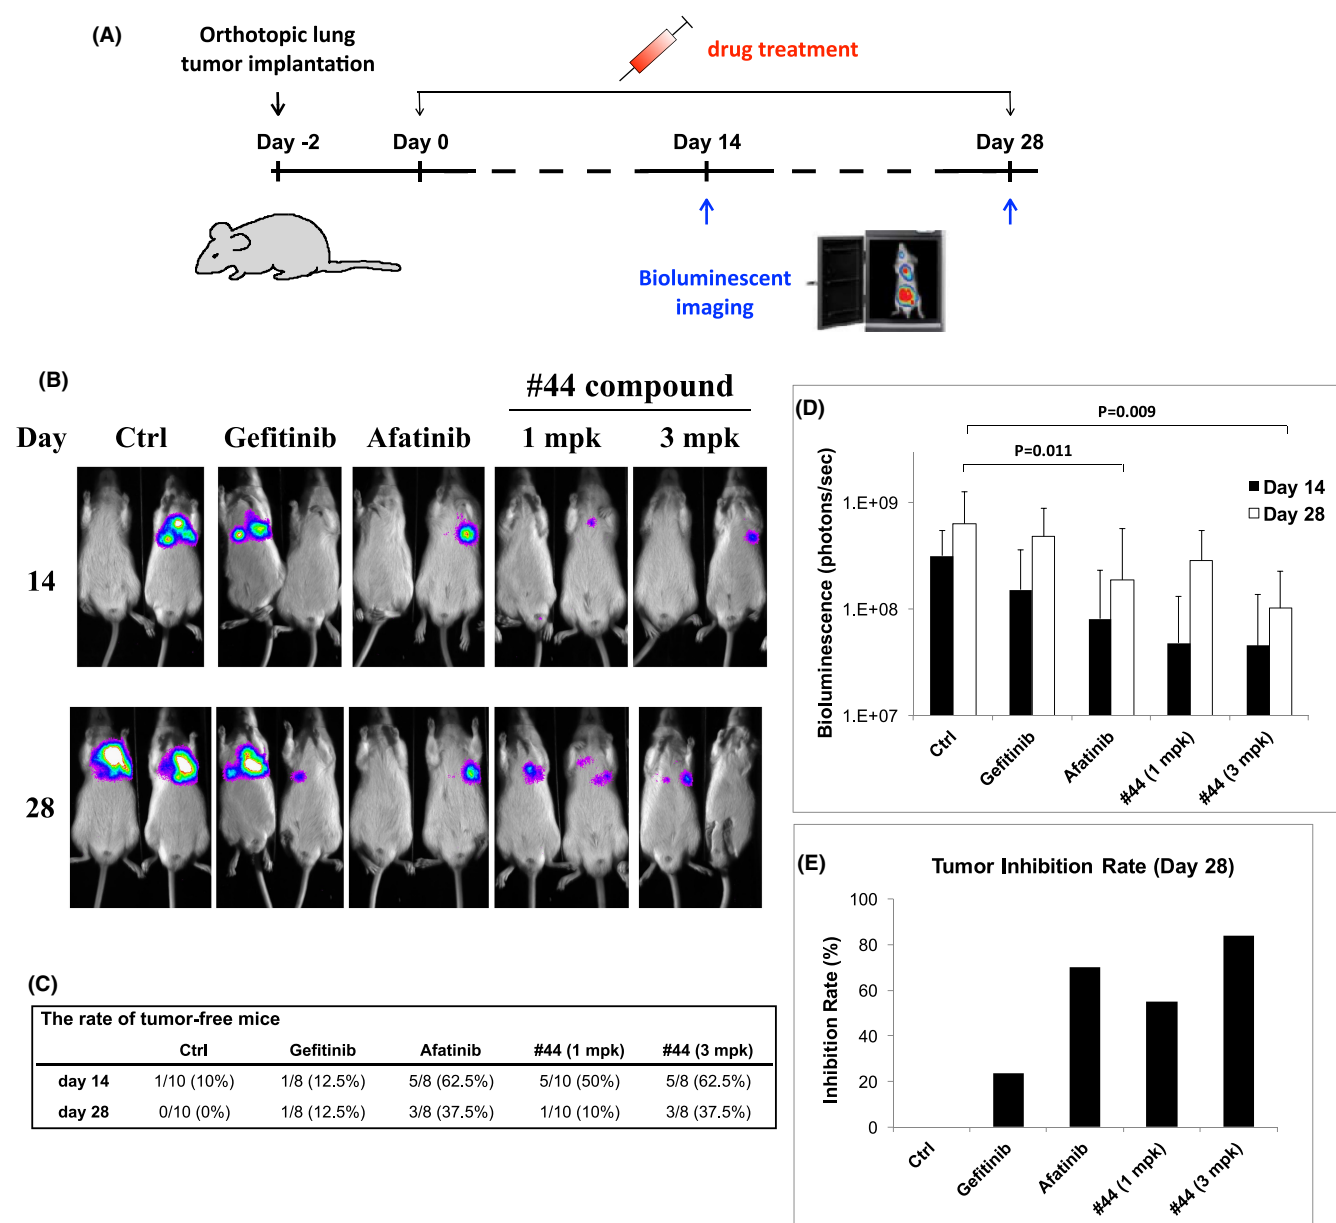 (A)
Orthotopic lung
tumor implantation
drug treatment
Day -2
Day 0
Day 14
Day 28
Bioluminescent
imaging
(B)
#44 compound
Day
Ctrl
Gefitinib
Afatinib
1 mpk
3 mpk
14
28
(C)
The rate of tumor-free mice
Ctrl Gefitinib Afatinib #44 (1 mpk) #44 (3 mpk)
day 14 1/10 (10%) 1/8 (12.5%) 5/8 (62.5%) 5/10 (50%) 5/8 (62.5%)
day 28 0/10 (0%) 1/8 (12.5%) 3/8 (37.5%) 1/10 (10%) 3/8 (37.5%)
(D)
P=0.009
P=0.011
Bioluminescence (photons/sec)
1.E+09
1.E+08
1.E+07
Day 14
Day 28
Ctrl
Gefitinib
Afatinib
#44 (1 mpk)
#44 (3 mpk)
(E)
Tumor Inhibition Rate (Day 28)
Inhibition Rate (%)
100
80
60
40
20
0
Ctrl
Gefitinib
Afatinib
#44 (1 mpk)
#44 (3 mpk)